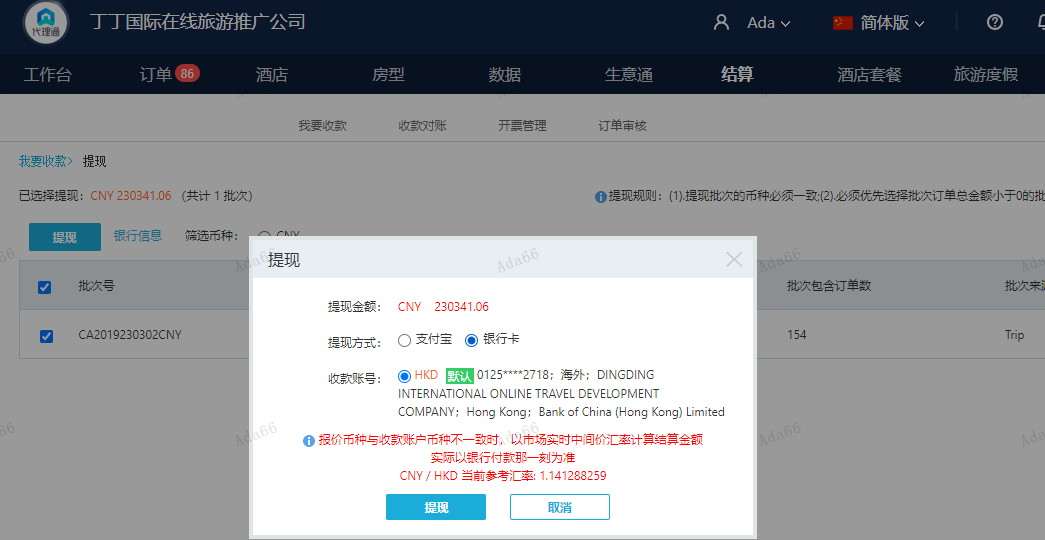 代理通
丁丁国际在线旅游推广公司
Ada
简体版
工作台
订单 86
酒店
房型
数据
生意通
结算
酒店套餐
旅游度假
我要收款
收款对账
开票管理
订单审核
我要收款> 提现
已选择提现: CNY 230341.06 (共计 1 批次)
提现规则: (1).提现批次的币种必须一致;(2).必须优先选择批次订单总金额小于0的批
提现
银行信息
筛选币种:
CNY
批次号
批次包含订单数
批次来源
CA2019230302CNY
154
Trip
提现
提现金额: CNY 230341.06
提现方式: 支付宝 银行卡
收款账号: HKD 默认 0125****2718; 海外; DINGDING
INTERNATIONAL ONLINE TRAVEL DEVELOPMENT
COMPANY; Hong Kong; Bank of China (Hong Kong) Limited
报价币种与收款账户币种不一致时, 以市场实时中间价汇率计算结算金额
实际以银行付款那一刻为准
CNY / HKD 当前参考汇率: 1.141288259
提现
取消
Ada66